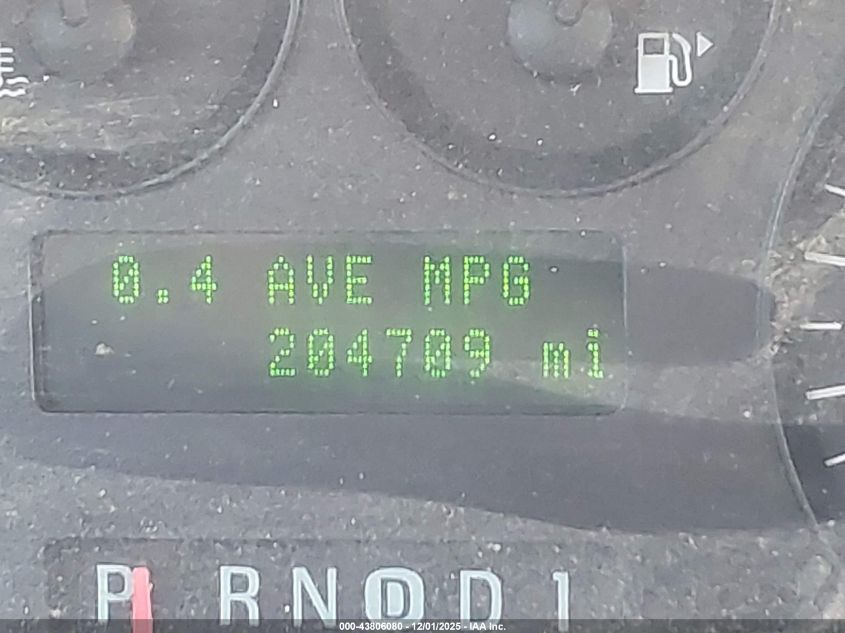 0.4 AVE MPG
204709 mi
P R N D D 1
000-43806080 - 12/01/2025 - IAA Inc.